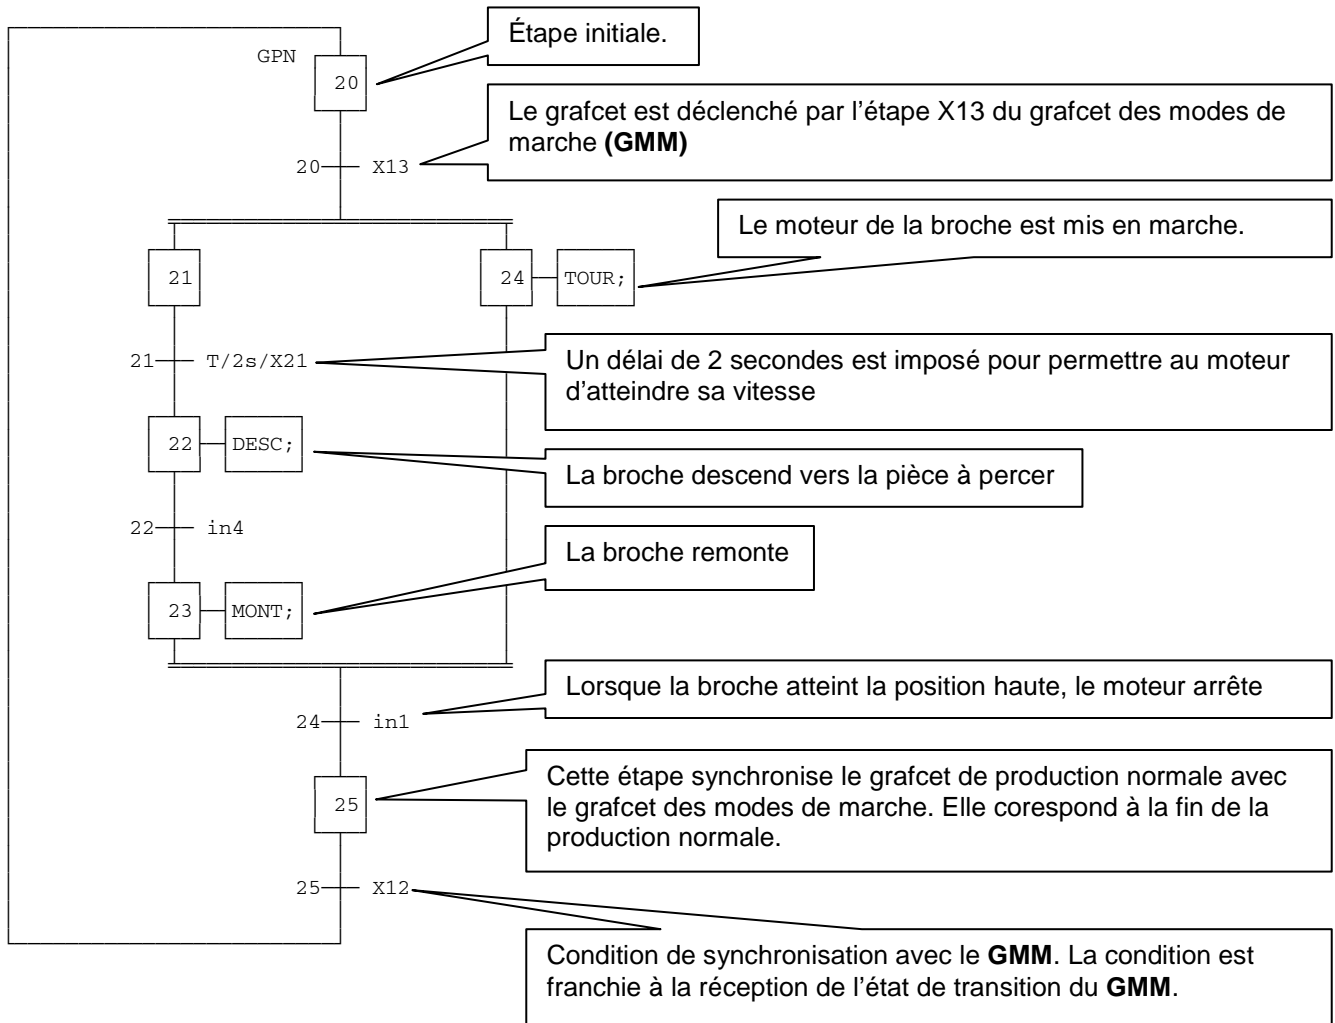 Étape initiale.
GPN
20
Le grafcet est déclenché par l’étape X13 du grafcet des modes de
marche (GMM)
20 X13
Le moteur de la broche est mis en marche.
21
24 TOUR;
21 T/2s/X21
Un délai de 2 secondes est imposé pour permettre au moteur
d’atteindre sa vitesse
22 DESC;
La broche descend vers la pièce à percer
22 in4
La broche remonte
23 MONT;
Lorsque la broche atteint la position haute, le moteur arrête
24 in1
Cette étape synchronise le grafcet de production normale avec
le grafcet des modes de marche. Elle corespond à la fin de la
production normale.
25
25 X12
Condition de synchronisation avec le GMM. La condition est
franchie à la réception de l’état de transition du GMM.